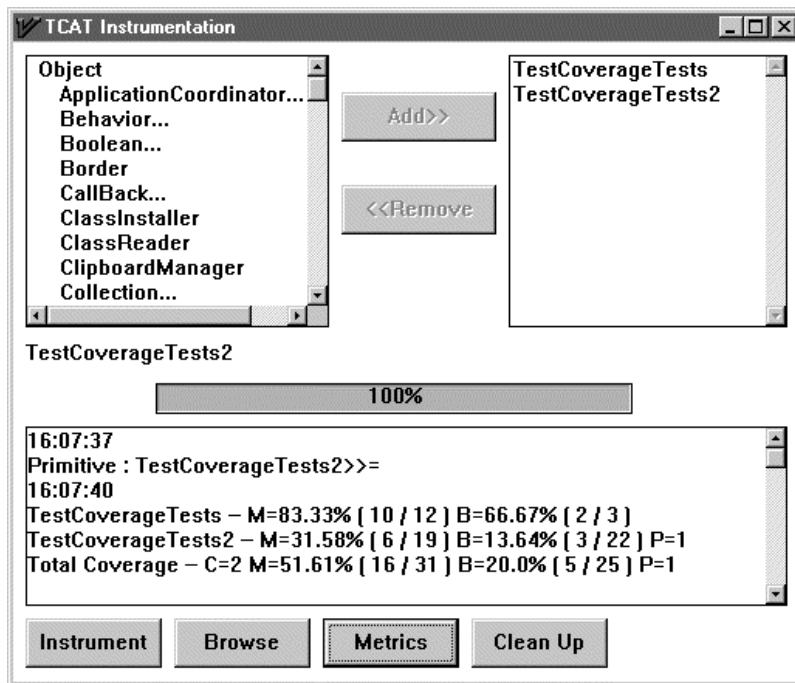 TCAT Instrumentation
Object
ApplicationCoordinator...
Behavior...
Boolean...
Border
CallBack...
ClassInstaller
ClassReader
ClipboardManager
Collection...
Add>>
<<Remove
TestCoverageTests
TestCoverageTests2
TestCoverageTests2
100%
16:07:37
Primitive : TestCoverageTests2>>=
16:07:40
TestCoverageTests – M=83.33% ( 10 / 12 ) B=66.67% ( 2 / 3 )
TestCoverageTests2 – M=31.58% ( 6 / 19 ) B=13.64% ( 3 / 22 ) P=1
Total Coverage – C=2 M=51.61% ( 16 / 31 ) B=20.0% ( 5 / 25 ) P=1
Instrument
Browse
Metrics
Clean Up